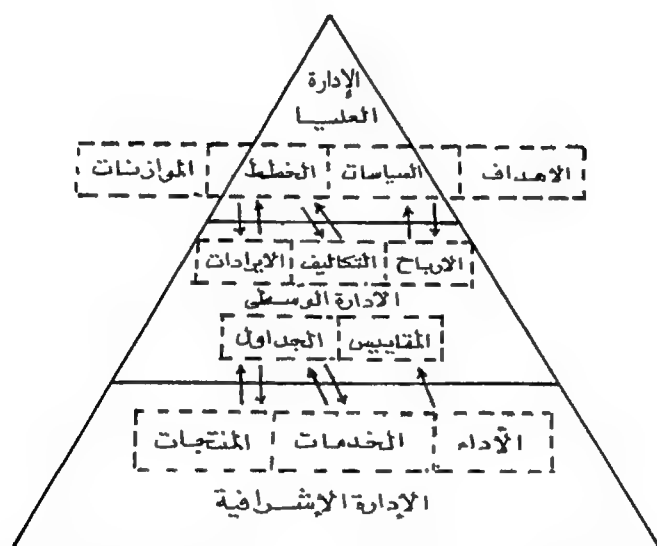 الإدارة
العليا
الاهداف السياسات الخطط الموازنات
الارباح التكاليف الايرادات
الادارة الوسطى
المقاييس الجداول
الأداء الخدمات المنتجات
الإدارة الإشرافية